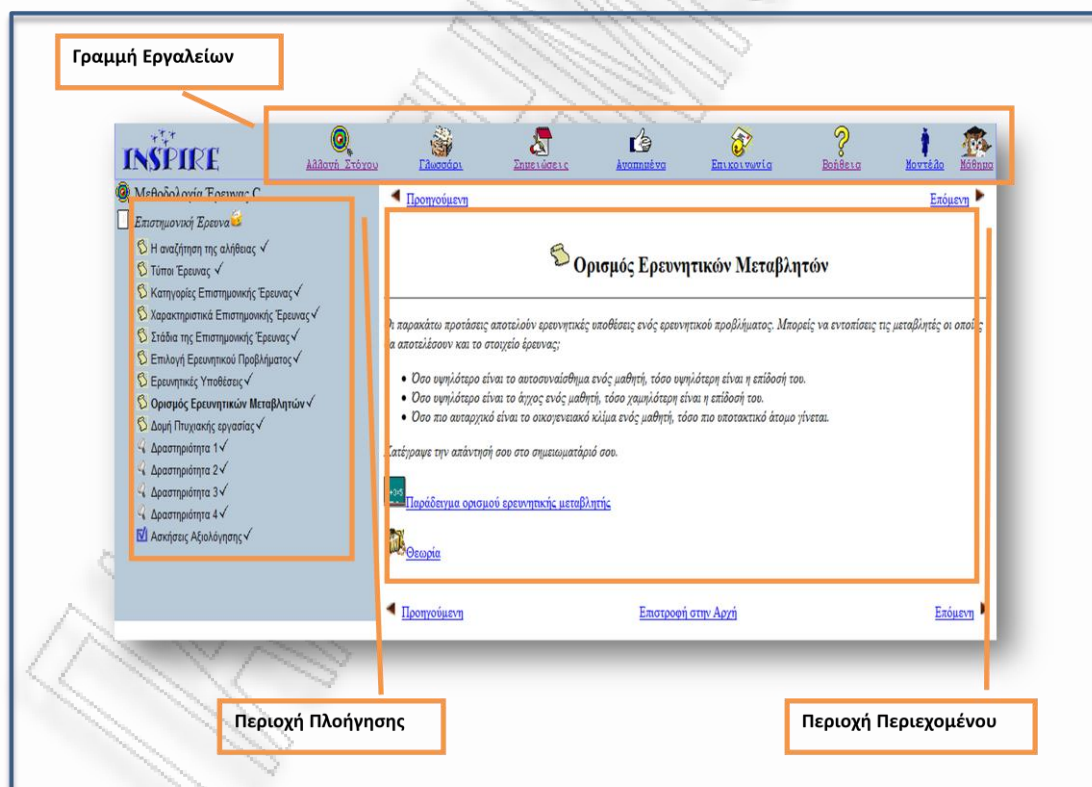 Γραμμή Εργαλείων
INSPIRE
Αλλαγή Στόχου Γλωσσάρι Σημειώσεις Αγαπημένα Επικοινωνία Βοήθεια Μοντέλο Μάθημα
Μεθοδολογία Έρευνας C
Επιστημονική Έρευνα
Η αναζήτηση της αλήθειας ✓
Τύποι Έρευνας ✓
Κατηγορίες Επιστημονικής Έρευνας ✓
Χαρακτηριστικά Επιστημονικής Έρευνας ✓
Στάδια της Επιστημονικής Έρευνας ✓
Επιλογή Ερευνητικού Προβλήματος ✓
Ερευνητικές Υποθέσεις ✓
Ορισμός Ερευνητικών Μεταβλητών ✓
Δομή Πτυχιακής εργασίας ✓
Δραστηριότητα 1 ✓
Δραστηριότητα 2 ✓
Δραστηριότητα 3 ✓
Δραστηριότητα 4 ✓
Ασκήσεις Αξιολόγησης ✓
Προηγούμενη Επόμενη
Ορισμός Ερευνητικών Μεταβλητών
Οι παρακάτω προτάσεις αποτελούν ερευνητικές υποθέσεις ενός ερευνητικού προβλήματος. Μπορείς να εντοπίσεις τις μεταβλητές οι οποίες
θα αποτελέσουν και το στοιχείο έρευνας;
• Όσο υψηλότερο είναι το αυτοσυναίσθημα ενός μαθητή, τόσο υψηλότερη είναι η επίδοσή του.
• Όσο υψηλότερο είναι το άγχος ενός μαθητή, τόσο χαμηλότερη είναι η επίδοσή του.
• Όσο πιο αυταρχικό είναι το οικογενειακό κλίμα ενός μαθητή, τόσο πιο υποτακτικό άτομο γίνεται.
Κατέγραψε την απάντησή σου στο σημειωματάριό σου.
Παράδειγμα ορισμού ερευνητικής μεταβλητής
Θεωρία
Προηγούμενη Επιστροφή στην Αρχή Επόμενη
Περιοχή Πλοήγησης
Περιοχή Περιεχομένου